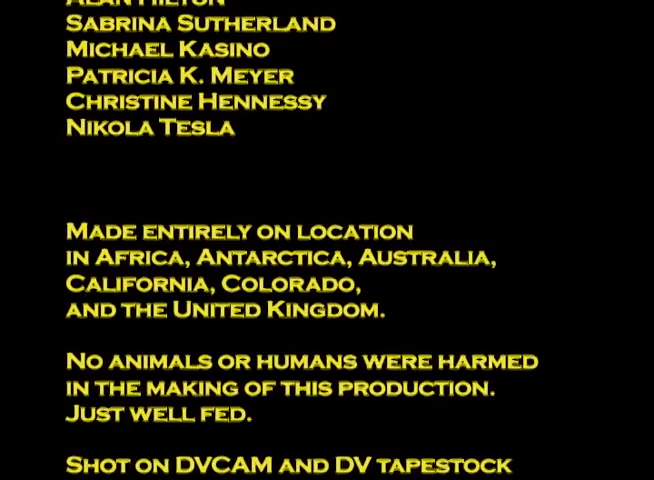 ALAN HILTON
SABRINA SUTHERLAND
MICHAEL KASINO
PATRICIA K. MEYER
CHRISTINE HENNESSY
NIKOLA TESLA
MADE ENTIRELY ON LOCATION
IN AFRICA, ANTARCTICA, AUSTRALIA,
CALIFORNIA, COLORADO,
AND THE UNITED KINGDOM.
NO ANIMALS OR HUMANS WERE HARMED
IN THE MAKING OF THIS PRODUCTION.
JUST WELL FED.
SHOT ON DVCAM AND DV TAPESTOCK